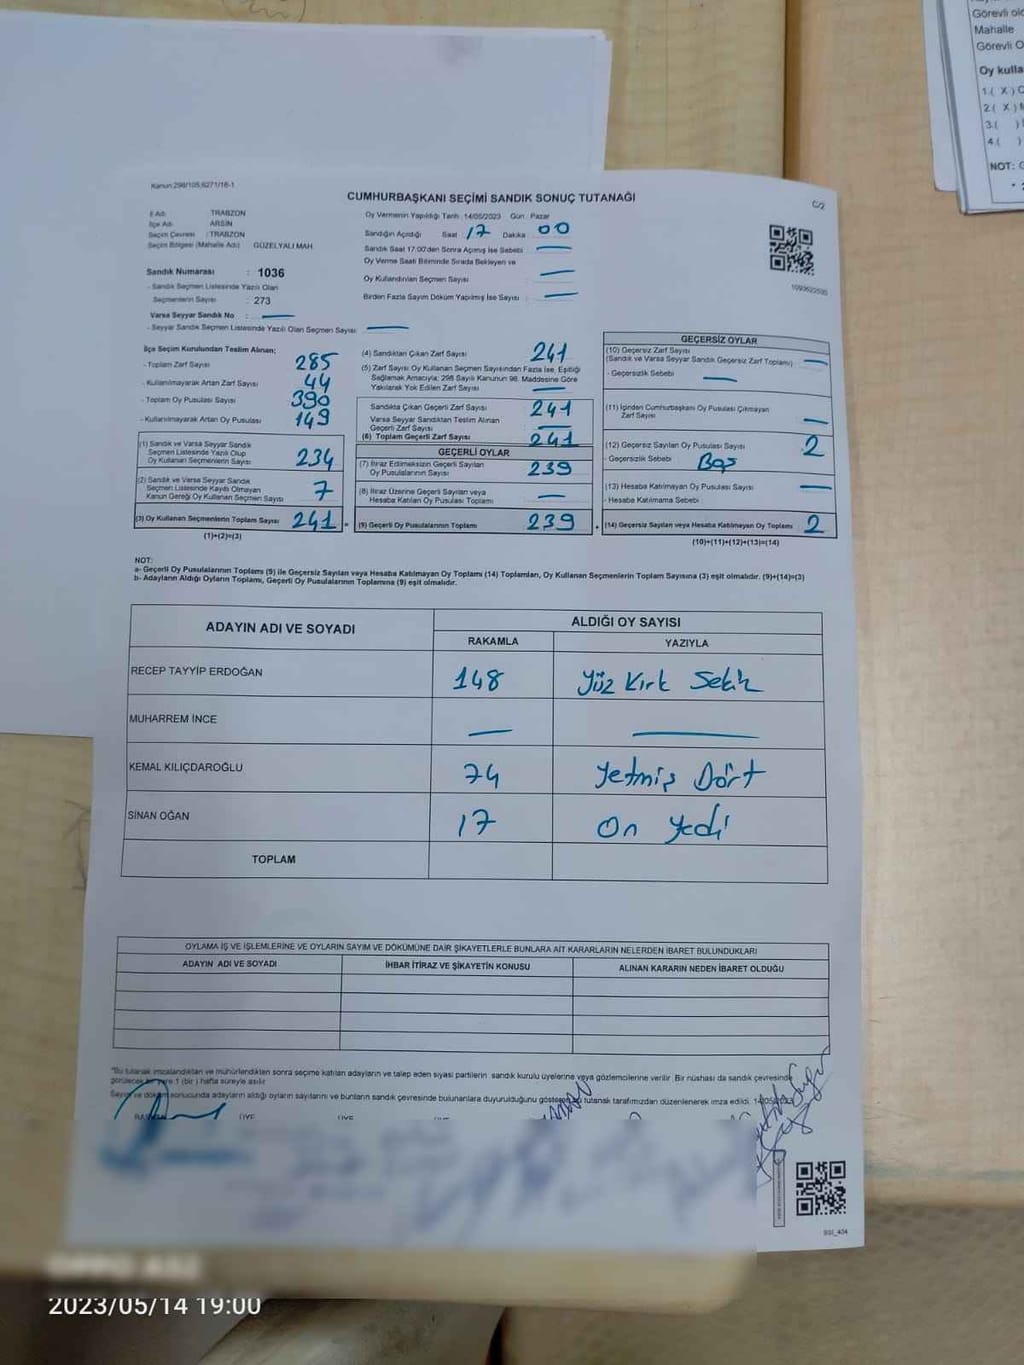 Görevli
Mahalle
Görevli O
Oy kulla
1.( X )
2.( X )
3.( )
4.( )
NOT:
Kanun:298/105,6271/16-1
CUMHURBAŞKANI SEÇİMİ SANDIK SONUÇ TUTANAĞI
C/2
İl Adı : TRABZON
İlçe Adı : ARSİN
Seçim Çevresi : TRABZON
Seçim Bölgesi (Mahalle Adı) : GÜZELYALI MAH.
Sandık Numarası : 1036
- Sandık Seçmen Listesinde Yazılı Olan
Seçmenlerin Sayısı : 273
Varsa Seyyar Sandık No : —
- Seyyar Sandık Seçmen Listesinde Yazılı Olan Seçmen Sayısı : —
Oy Vermenin Yapıldığı Tarih : 14/05/2023 Gün : Pazar
Sandığın Açıldığı Saat 17 Dakika 00
Sandık Saat 17:00'den Sonra Açılmış İse Sebebi : —
Oy Verme Saati Bitiminde Sırada Bekleyen ve
Oy Kullandırılan Seçmen Sayısı : —
Birden Fazla Sayım Döküm Yapılmış İse Sayısı : —
İlçe Seçim Kurulundan Teslim Alınan;
- Toplam Zarf Sayısı : 285
- Kullanılmayarak Artan Zarf Sayısı : 44
- Toplam Oy Pusulası Sayısı : 390
- Kullanılmayarak Artan Oy Pusulası : 149
(1) Sandık ve Varsa Seyyar Sandık
Seçmen Listesinde Yazılı Olup
Oy Kullanan Seçmenlerin Sayısı 234
(2) Sandık ve Varsa Seyyar Sandık
Seçmen Listesinde Kaydı Olmayan
Kanun Gereği Oy Kullanan Seçmen Sayısı 7
(3) Oy Kullanan Seçmenlerin Toplam Sayısı 241
(1)+(2)=(3)
(4) Sandıktan Çıkan Zarf Sayısı : 241
(5) Zarf Sayısı Oy Kullanan Seçmen Sayısından Fazla İse, Eşitliği
Sağlamak Amacıyla; 298 Sayılı Kanunun 98. Maddesine Göre
Yakılarak Yok Edilen Zarf Sayısı : —
Sandıkta Çıkan Geçerli Zarf Sayısı : 241
Varsa Seyyar Sandıktan Teslim Alınan
Geçerli Zarf Sayısı : —
(6) Toplam Geçerli Zarf Sayısı : 241
GEÇERLİ OYLAR
(7) İtiraz Edilmeksizin Geçerli Sayılan
Oy Pusulalarının Sayısı : 239
(8) İtiraz Üzerine Geçerli Sayılan veya
Hesaba Katılan Oy Pusulası Toplamı : —
(9) Geçerli Oy Pusulalarının Toplamı : 239
GEÇERSİZ OYLAR
(10) Geçersiz Zarf Sayısı
(Sandık ve Varsa Seyyar Sandık Geçersiz Zarf Toplamı) : —
- Geçersizlik Sebebi : —
(11) İçinden Cumhurbaşkanı Oy Pusulası Çıkmayan
Zarf Sayısı : —
(12) Geçersiz Sayılan Oy Pusulası Sayısı : 2
- Geçersizlik Sebebi : Boş
(13) Hesaba Katılmayan Oy Pusulası Sayısı : —
- Hesaba Katılmama Sebebi :
(14) Geçersiz Sayılan veya Hesaba Katılmayan Oy Toplamı : 2
(10)+(11)+(12)+(13)=(14)
NOT:
a- Geçerli Oy Pusulalarının Toplamı (9) ile Geçersiz Sayılan veya Hesaba Katılmayan Oy Toplamı (14) Toplamları, Oy Kullanan Seçmenlerin Toplam Sayısına (3) eşit olmalıdır. (9)+(14)=(3)
b- Adayların Aldığı Oyların Toplamı, Geçerli Oy Pusulalarının Toplamına (9) eşit olmalıdır.
ADAYIN ADI VE SOYADI ALDIĞI OY SAYISI
RAKAMLA YAZIYLA
RECEP TAYYİP ERDOĞAN 148 Yüz Kırk Sekiz
MUHARREM İNCE — —
KEMAL KILIÇDAROĞLU 74 Yetmiş Dört
SİNAN OĞAN 17 On Yedi
TOPLAM
OYLAMA İŞ VE İŞLEMLERİNE VE OYLARIN SAYIM VE DÖKÜMÜNE DAİR ŞİKAYETLERLE BUNLARA AİT KARARLARIN NELERDEN İBARET BULUNDUKLARI
ADAYIN ADI VE SOYADI İHBAR İTİRAZ VE ŞİKAYETİN KONUSU ALINAN KARARIN NEDEN İBARET OLDUĞU
*Bu tutanak imzalandıktan ve mühürlendikten sonra seçime katılan adayların ve talep eden siyasi partilerin sandık kurulu üyelerine veya gözlemcilerine verilir. Bir nüshası da sandık çevresinde
görülecek bir yere 1 (bir) hafta süreyle asılır.
Sayım ve döküm sonucunda adayların aldığı oyların sayılarını ve bunların sandık çevresinde bulunanlara duyurulduğunu gösteren bu tutanak tarafımızdan düzenlenerek imza edildi. 14/05/2023
ÜYE ÜYE
SSI_404
2023/05/14 19:00